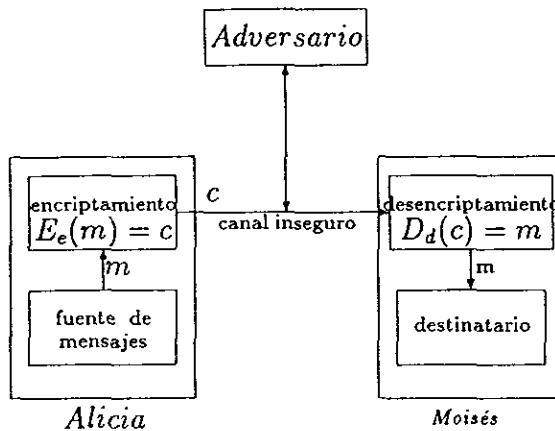 Adversario
c
encriptamiento
E_e(m) = c
canal inseguro
desencriptamiento
D_d(c) = m
m
m
fuente de
mensajes
destinatario
Alicia
Moisés